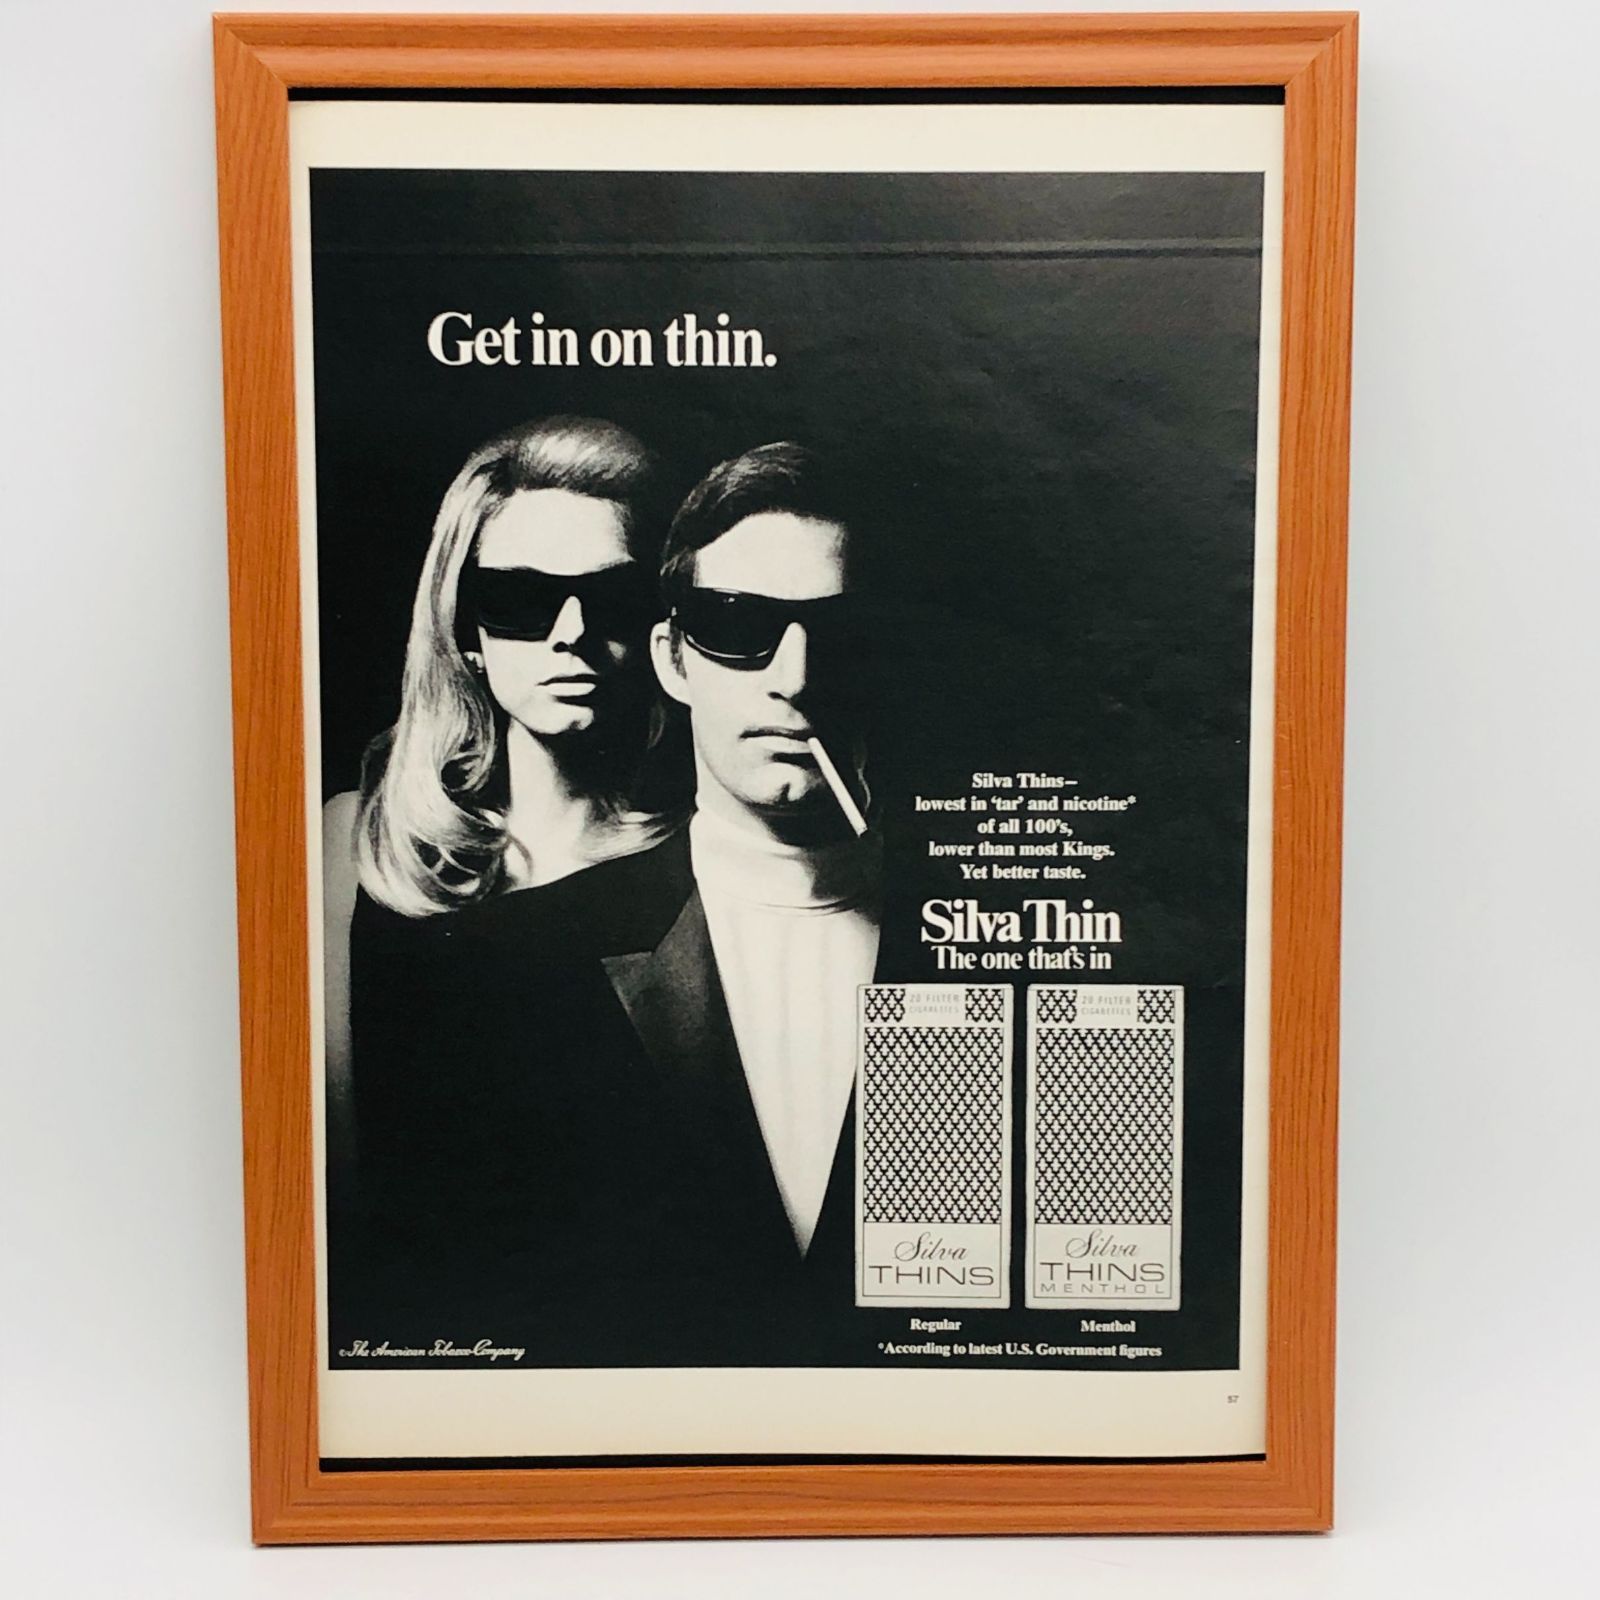 Get in on thin.
Silva Thins—
lowest in 'tar' and nicotine*
of all 100's,
lower than most Kings.
Yet better taste.
Silva Thin
The one that's in
20 FILTER
CIGARETTES
Silva
THINS
20 FILTER
CIGARETTES
Silva
THINS
MENTHOL
Regular
Menthol
*According to latest U.S. Government figures
©The American Tobacco Company
57